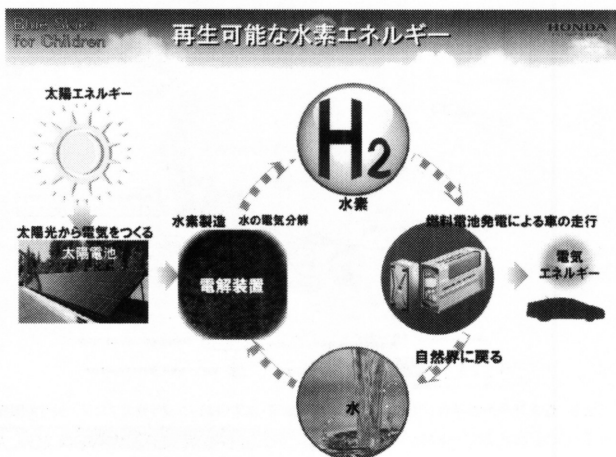 Blue Skies
for Children
再生可能な水素エネルギー
HONDA
太陽エネルギー
H2
水素
太陽光から電気をつくる
太陽電池
水素製造 水の電気分解
電解装置
燃料電池発電による車の走行
電気
エネルギー
自然界に戻る
水